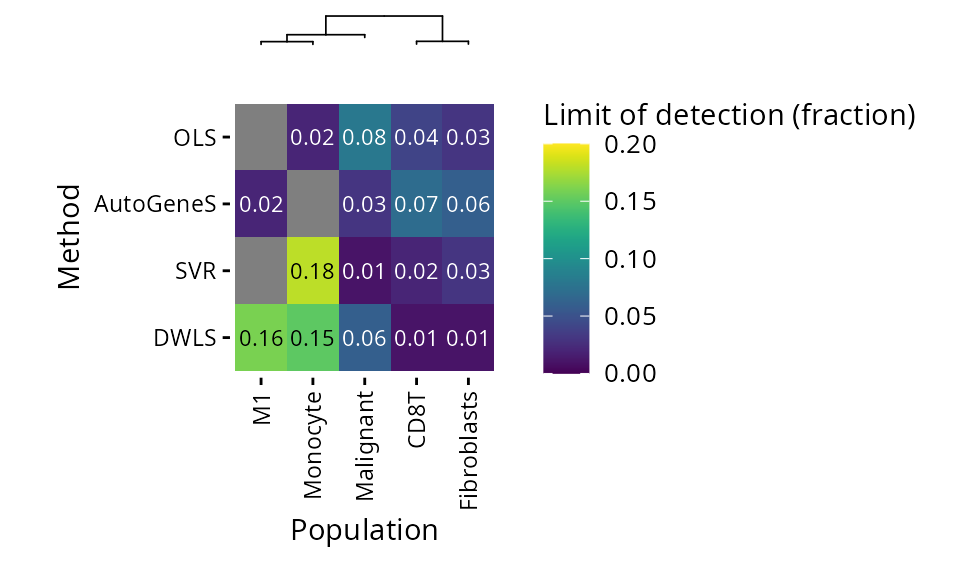 Limit of detection (fraction)
0.20
0.15
0.10
0.05
0.00
Method
OLS
0.02 0.08 0.04 0.03
AutoGeneS
0.02 0.03 0.07 0.06
SVR
0.18 0.01 0.02 0.03
DWLS
0.16 0.15 0.06 0.01 0.01
M1
Monocyte
Malignant
CD8T
Fibroblasts
Population